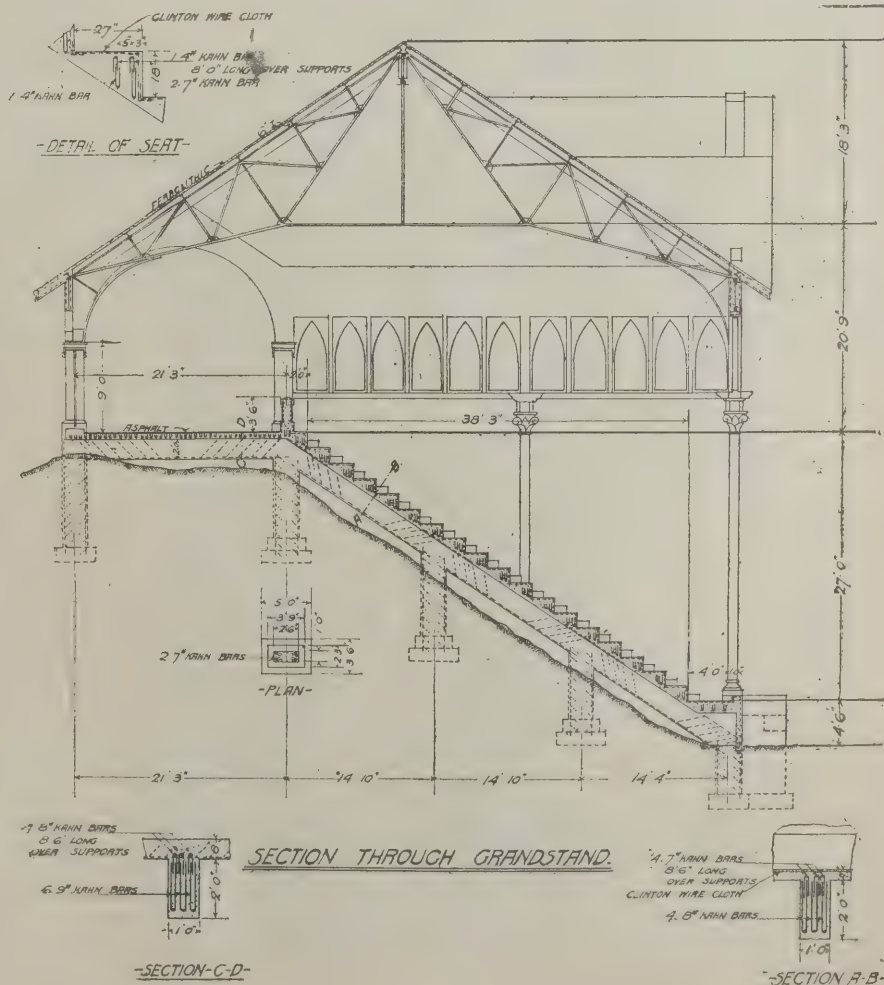 27"
CLINTON WIRE CLOTH
5" 3"
1·4" KAHN BAR
8'0" LONG OVER SUPPORTS
2·7" KAHN BAR
18"
1·4" KAHN BAR
-DETAIL OF SEAT-
FERROLITHIC
18'3"
20'9"
21'3"
2'0"
9'0"
3'6"
38'3"
ASPHALT
D
C
B
A
27'0"
5'0"
3'9"
2'6"
1'0"
2'3"
3'6"
2·7" KAHN BARS
-PLAN-
4'0"
4'6"
21'3"
14'10"
14'10"
14'4"
8" KAHN BARS
8'6" LONG
OVER SUPPORTS
6·9" KAHN BARS
2'0"
1'0"
-SECTION-C-D-
SECTION THROUGH GRANDSTAND.
4·7" KAHN BARS
8'6" LONG
OVER SUPPORTS
CLINTON WIRE CLOTH
4·8" KAHN BARS
2'0"
1'0"
-SECTION A-B-